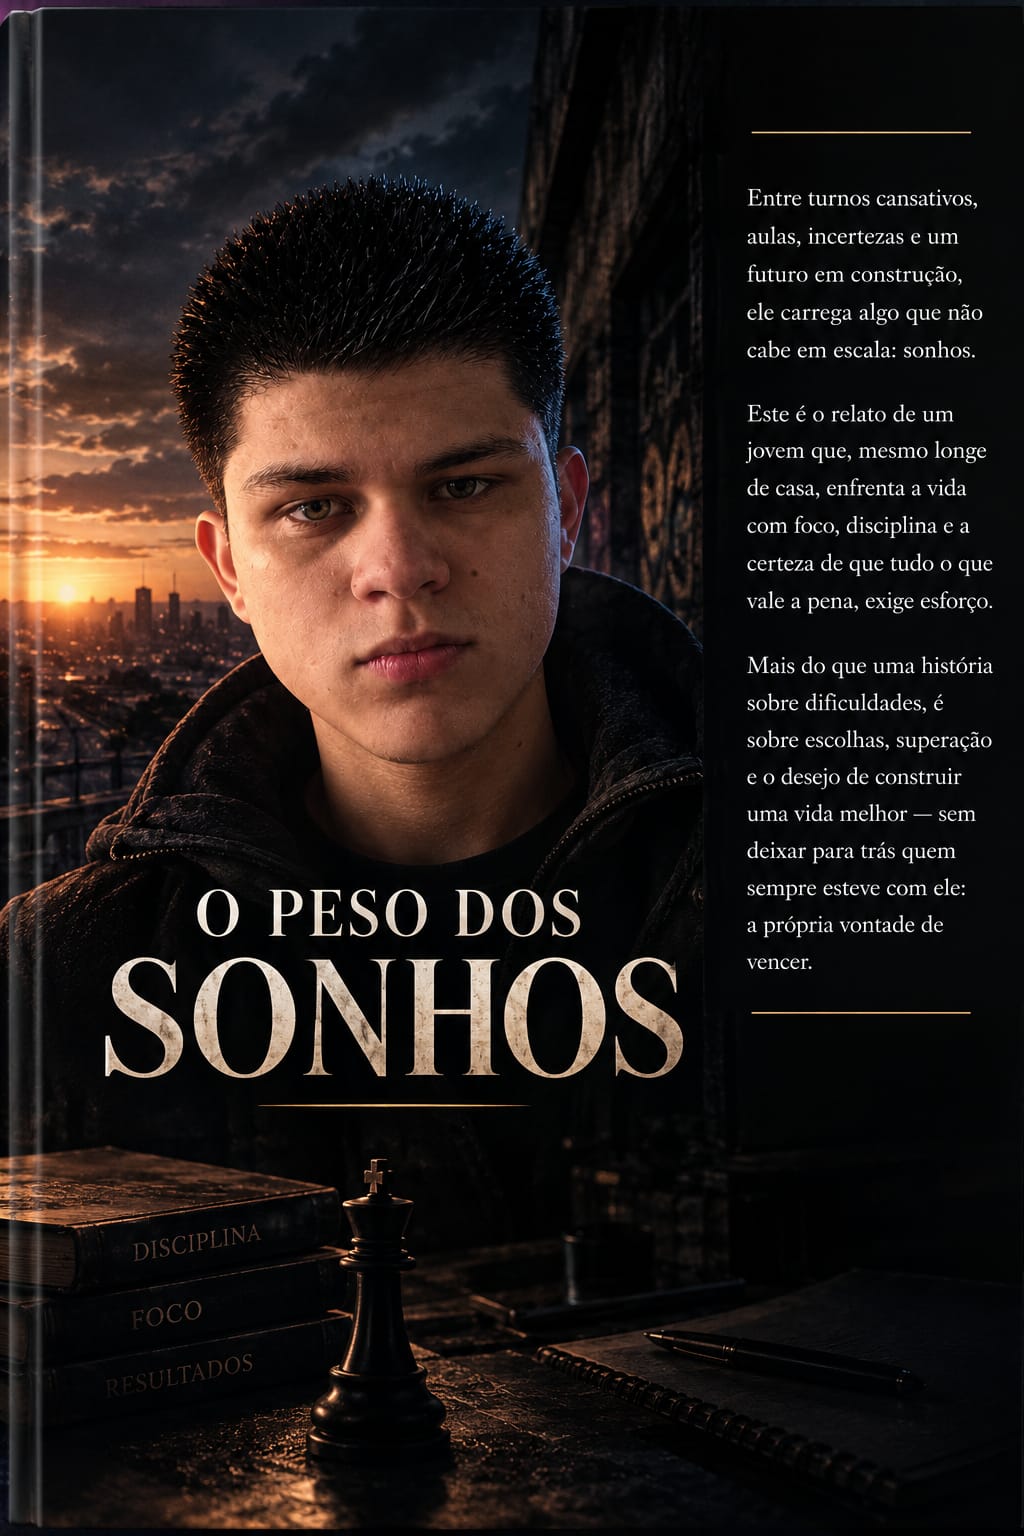 Entre turnos cansativos,
aulas, incertezas e um
futuro em construção,
ele carrega algo que não
cabe em escala: sonhos.
Este é o relato de um
jovem que, mesmo longe
de casa, enfrenta a vida
com foco, disciplina e a
certeza de que tudo o que
vale a pena, exige esforço.
Mais do que uma história
sobre dificuldades, é
sobre escolhas, superação
e o desejo de construir
uma vida melhor — sem
deixar para trás quem
sempre esteve com ele:
a própria vontade de
vencer.
O PESO DOS
SONHOS
DISCIPLINA
FOCO
RESULTADOS